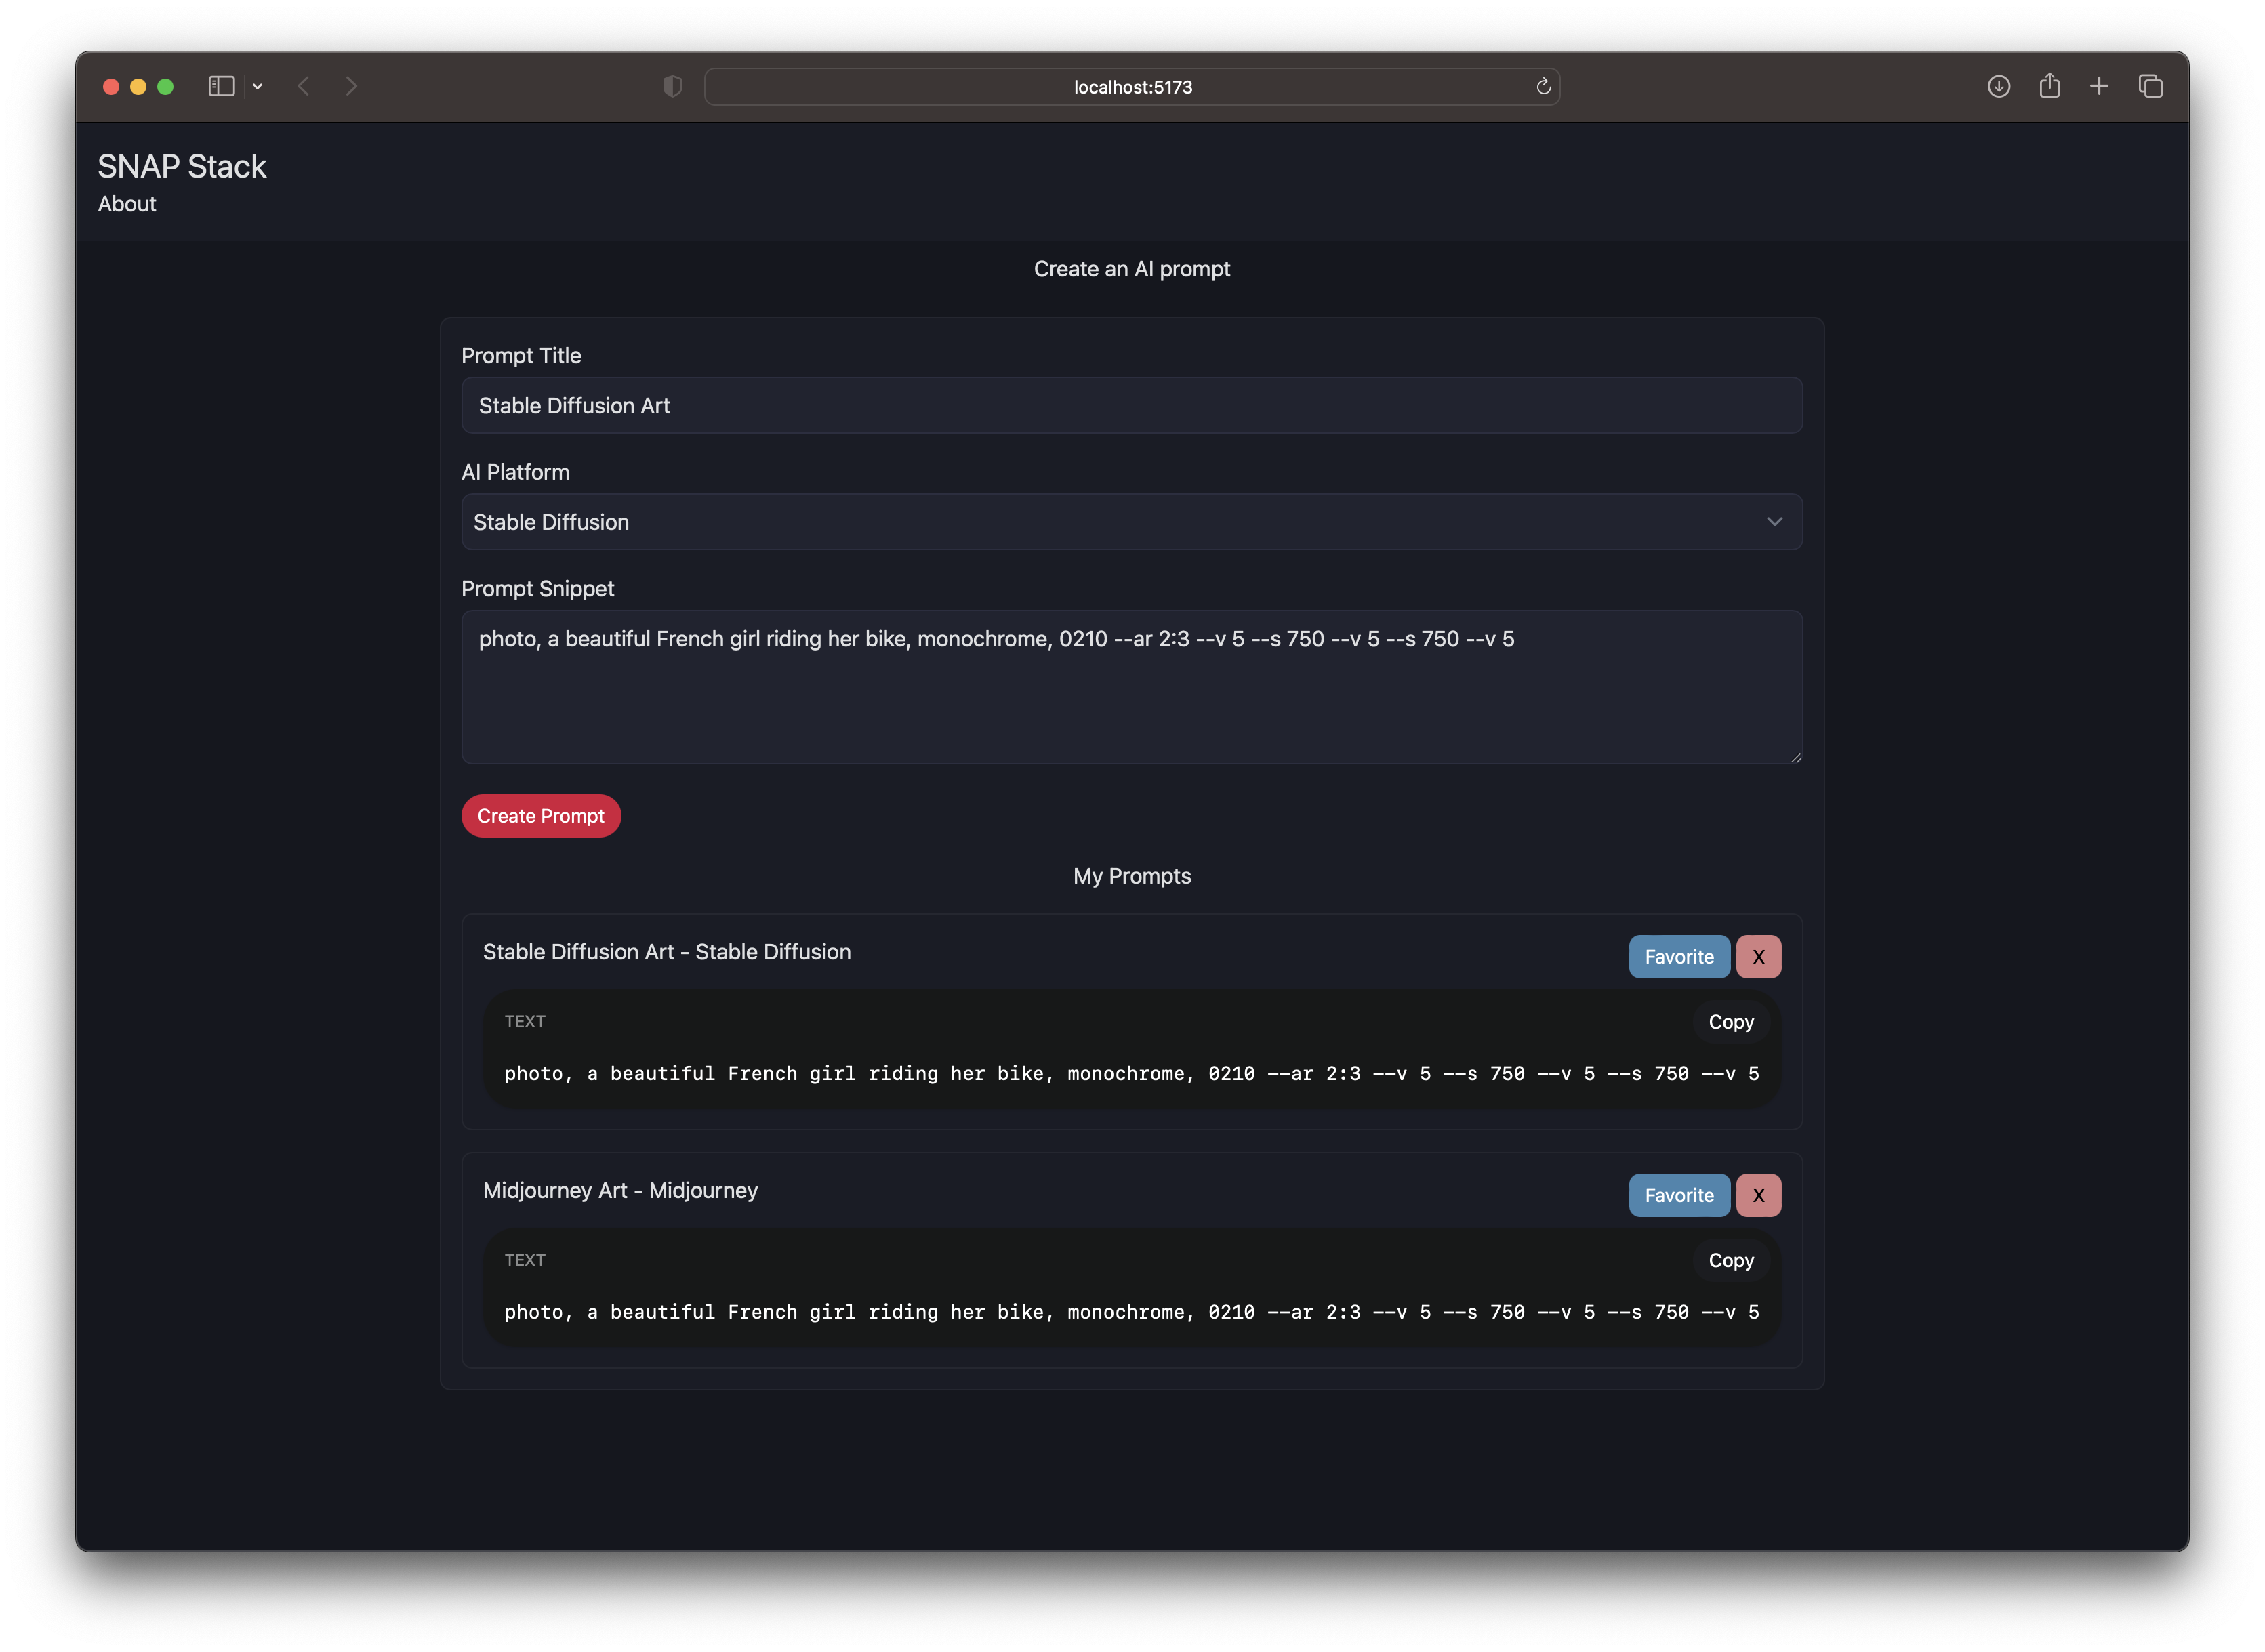 localhost:5173
SNAP Stack
About
Create an AI prompt
Prompt Title
Stable Diffusion Art
AI Platform
Stable Diffusion
Prompt Snippet
photo, a beautiful French girl riding her bike, monochrome, 0210 --ar 2:3 --v 5 --s 750 --v 5 --s 750 --v 5
Create Prompt
My Prompts
Stable Diffusion Art - Stable Diffusion
Favorite
X
TEXT
Copy
photo, a beautiful French girl riding her bike, monochrome, 0210 --ar 2:3 --v 5 --s 750 --v 5 --s 750 --v 5
Midjourney Art - Midjourney
Favorite
X
TEXT
Copy
photo, a beautiful French girl riding her bike, monochrome, 0210 --ar 2:3 --v 5 --s 750 --v 5 --s 750 --v 5